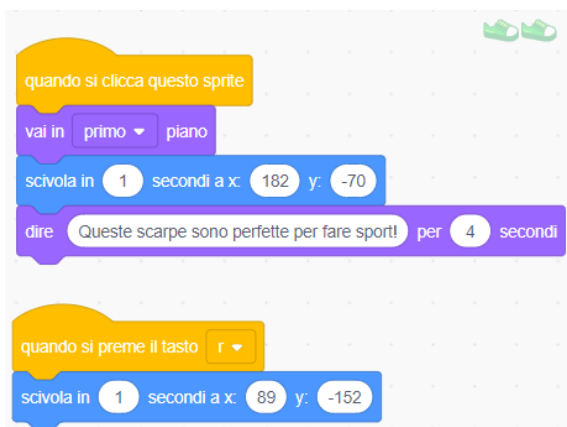 quando si clicca questo sprite
vai in primo piano
scivola in 1 secondi a x: 182 y: -70
dire Queste scarpe sono perfette per fare sport! per 4 secondi
quando si preme il tasto r
scivola in 1 secondi a x: 89 y: -152